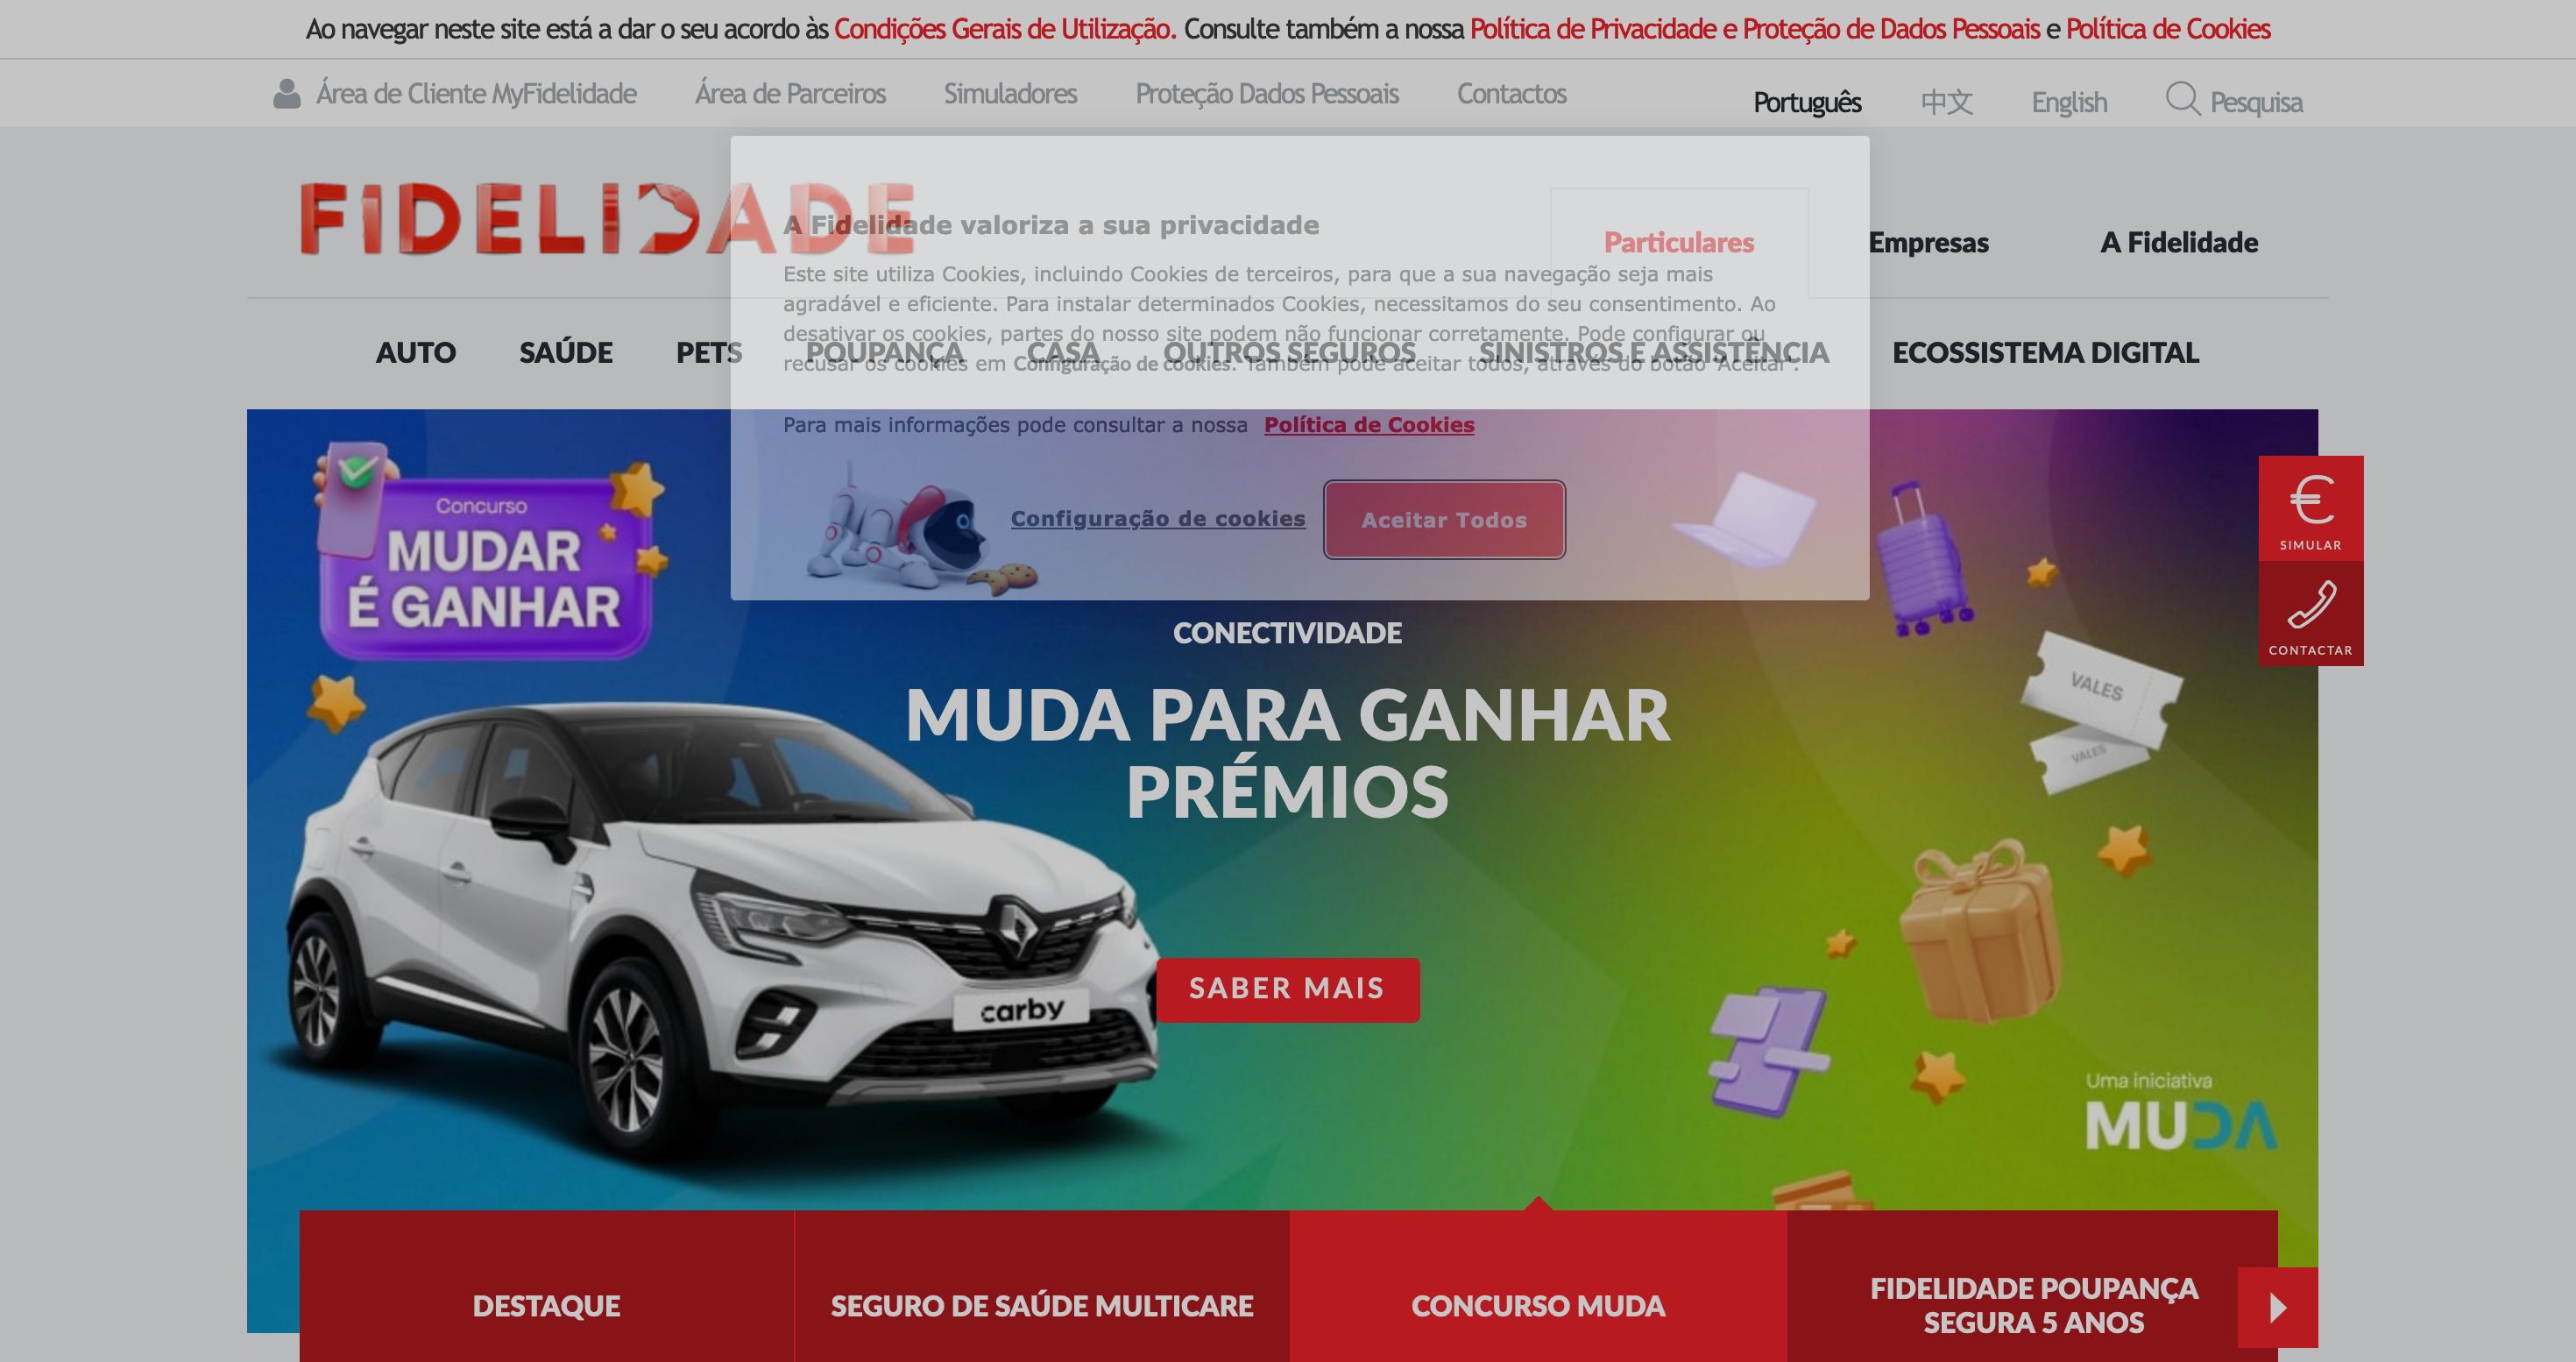 Ao navegar neste site está a dar o seu acordo às Condições Gerais de Utilização. Consulte também a nossa Política de Privacidade e Proteção de Dados Pessoais e Política de Cookies
Área de Cliente MyFidelidade Área de Parceiros Simuladores Proteção Dados Pessoais Contactos Português 中文 English Pesquisa
FIDELIDADE
Particulares Empresas A Fidelidade
A Fidelidade valoriza a sua privacidade
Este site utiliza Cookies, incluindo Cookies de terceiros, para que a sua navegação seja mais
agradável e eficiente. Para instalar determinados Cookies, necessitamos do seu consentimento. Ao
desativar os cookies, partes do nosso site podem não funcionar corretamente. Pode configurar ou
recusar os cookies em Configuração de cookies. Também pode aceitar todos, através do botão 'Aceitar'.
Para mais informações pode consultar a nossa Política de Cookies
Configuração de cookies Aceitar Todos
AUTO SAÚDE PETS POUPANÇA CASA OUTROS SEGUROS SINISTROS E ASSISTÊNCIA ECOSSISTEMA DIGITAL
Concurso
MUDAR
É GANHAR
€
SIMULAR
CONTACTAR
CONECTIVIDADE
MUDA PARA GANHAR
PRÉMIOS
VALES
VALES
SABER MAIS
carby
Uma iniciativa
MUDA
DESTAQUE
SEGURO DE SAÚDE MULTICARE
CONCURSO MUDA
FIDELIDADE POUPANÇA
SEGURA 5 ANOS